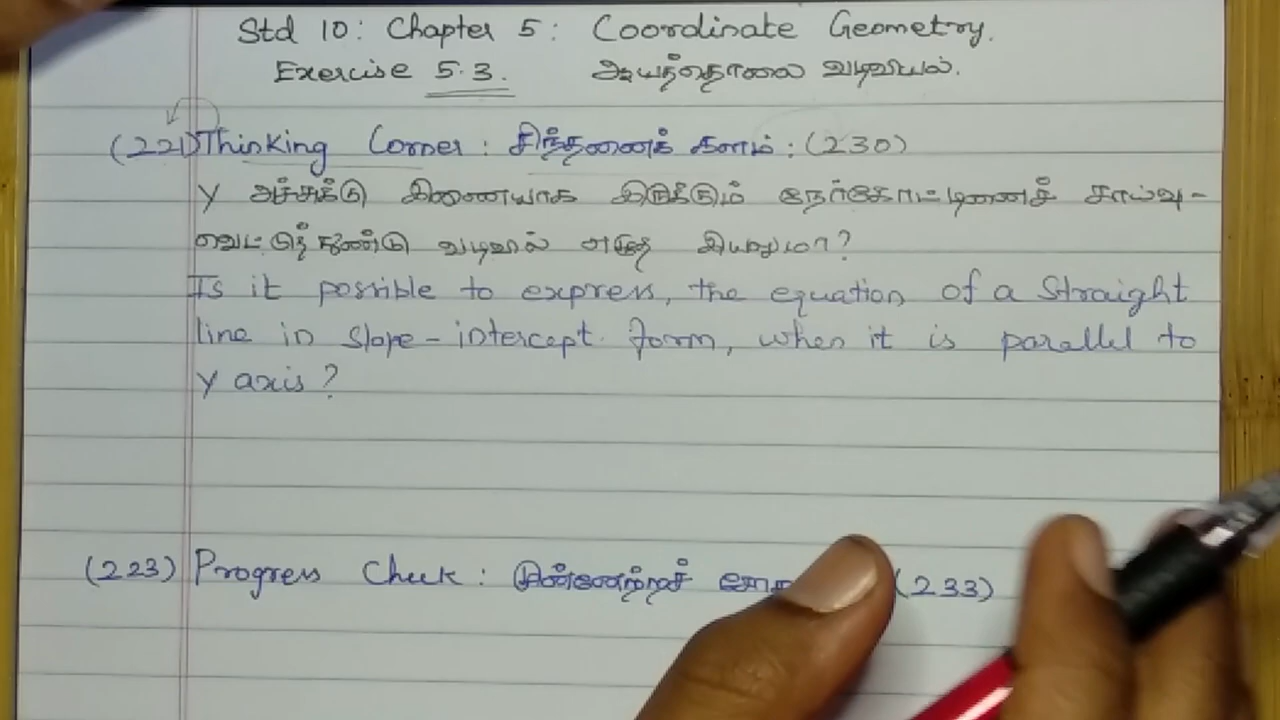 Std 10: Chapter 5: Coordinate Geometry.
Exercise 5.3. ஆயத்தொலை வடிவியல்.
(221) Thinking Corner: சிந்தனைக் களம்: (230)
Y அச்சுக்கு இணையாக இருக்கும் நேர்கோட்டினைச் சாய்வு-
வெட்டுத்துண்டு வடிவில் எழுத இயலுமா?
Is it possible to express, the equation of a straight
line in slope-intercept form, when it is parallel to
Y axis?
(223) Progress Check: முன்னேற்றச் (233)